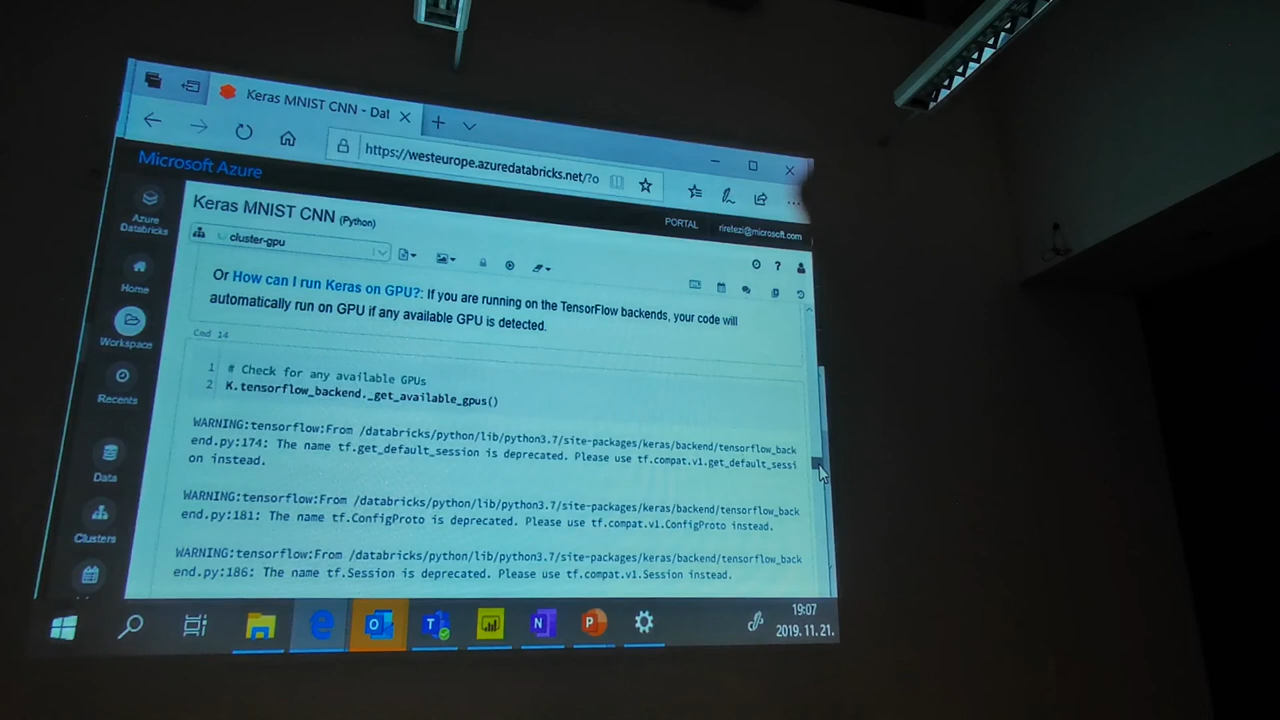 Keras MNIST CNN - Dat
https://westeurope.azuredatabricks.net/?o
Microsoft Azure
PORTAL
riretezi@microsoft.com
Azure
Databricks
Home
Workspace
Recents
Data
Clusters
Keras MNIST CNN (Python)
cluster-gpu
Or How can I run Keras on GPU?: If you are running on the TensorFlow backends, your code will
automatically run on GPU if any available GPU is detected.
Cmd 14
1 # Check for any available GPUs
2 K.tensorflow_backend._get_available_gpus()
WARNING:tensorflow:From /databricks/python/lib/python3.7/site-packages/keras/backend/tensorflow_back
end.py:174: The name tf.get_default_session is deprecated. Please use tf.compat.v1.get_default_sessi
on instead.
WARNING:tensorflow:From /databricks/python/lib/python3.7/site-packages/keras/backend/tensorflow_back
end.py:181: The name tf.ConfigProto is deprecated. Please use tf.compat.v1.ConfigProto instead.
WARNING:tensorflow:From /databricks/python/lib/python3.7/site-packages/keras/backend/tensorflow_back
end.py:186: The name tf.Session is deprecated. Please use tf.compat.v1.Session instead.
19:07
2019. 11. 21.